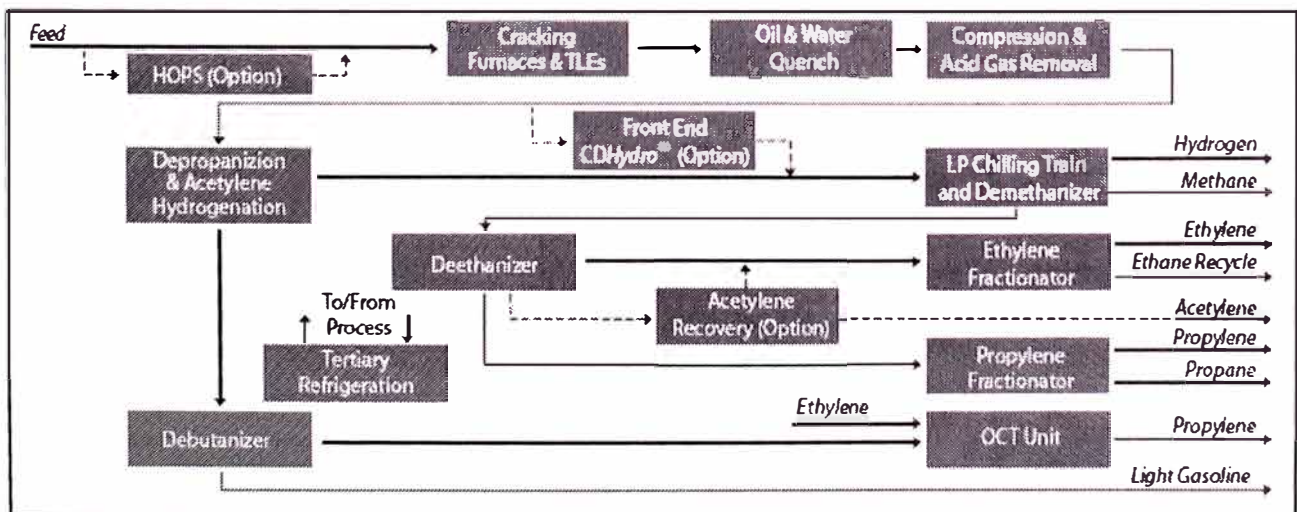 Feed
Cracking
Furnaces & TLEs
Oil & Water
Quench
Compression &
Acid Gas Removal
HOPS (Option)
Front End
CDHydro (Option)
Depropanizion
& Acetylene
Hydrogenation
LP Chilling Train
and Demethanizer
Hydrogen
Methane
Deethanizer
Ethylene
Fractionator
Ethylene
Ethane Recycle
Acetylene
Recovery (Option)
Acetylene
To/From
Process
Tertiary
Refrigeration
Propylene
Fractionator
Propylene
Propane
Debutanizer
Ethylene
OCT Unit
Propylene
Light Gasoline